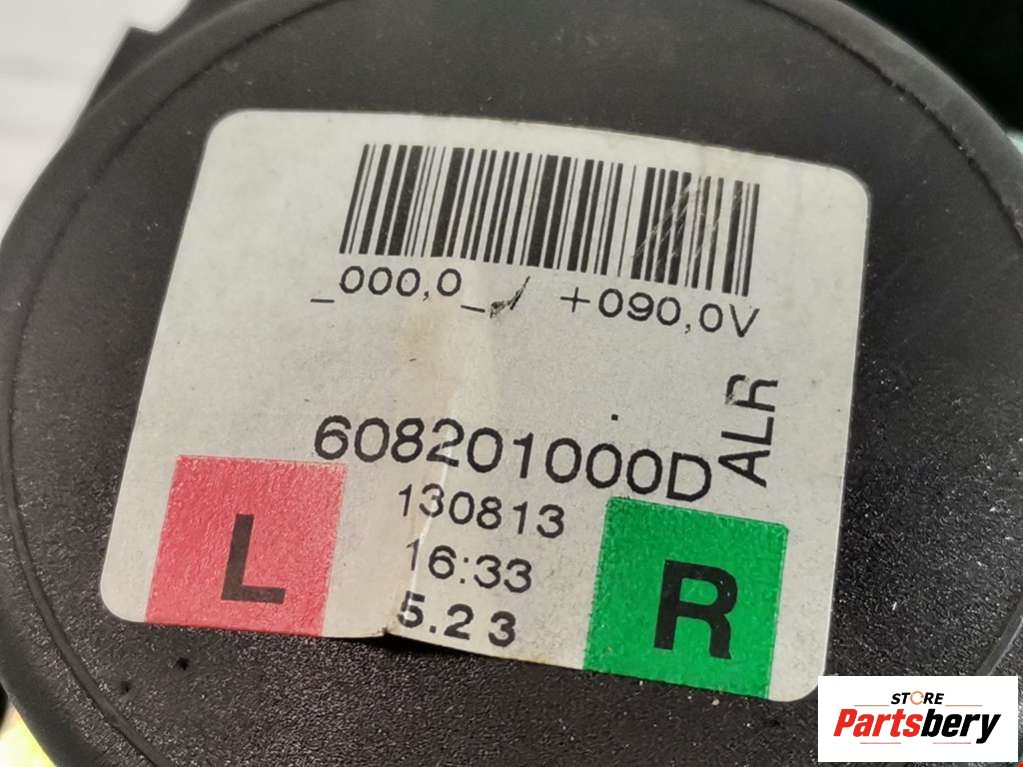 _000,0_ / +090,0V
ALR
608201000D
130813
16:33
5.23
L
R
STORE
Partsbery